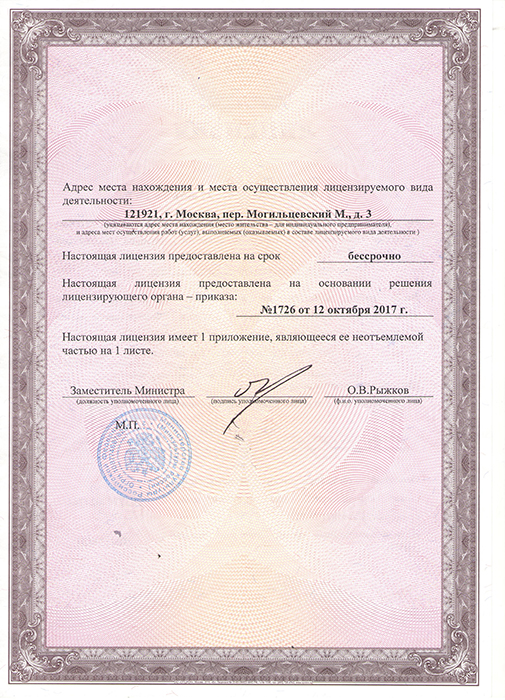 Адрес места нахождения и места осуществления лицензируемого вида
деятельности:
121921, г. Москва, пер. Могильцевский М., д. 3
(указываются адрес места нахождения (место жительства – для индивидуального предпринимателя),
и адреса мест осуществления работ (услуг), выполняемых (оказываемых) в составе лицензируемого вида деятельности )
Настоящая лицензия предоставлена на срок бессрочно
Настоящая лицензия предоставлена на основании решения
лицензирующего органа – приказа:
№1726 от 12 октября 2017 г.
Настоящая лицензия имеет 1 приложение, являющееся ее неотъемлемой
частью на 1 листе.
Заместитель Министра О.В.Рыжков
(должность уполномоченного лица) (подпись уполномоченного лица) (ф.и.о. уполномоченного лица)
М.П.